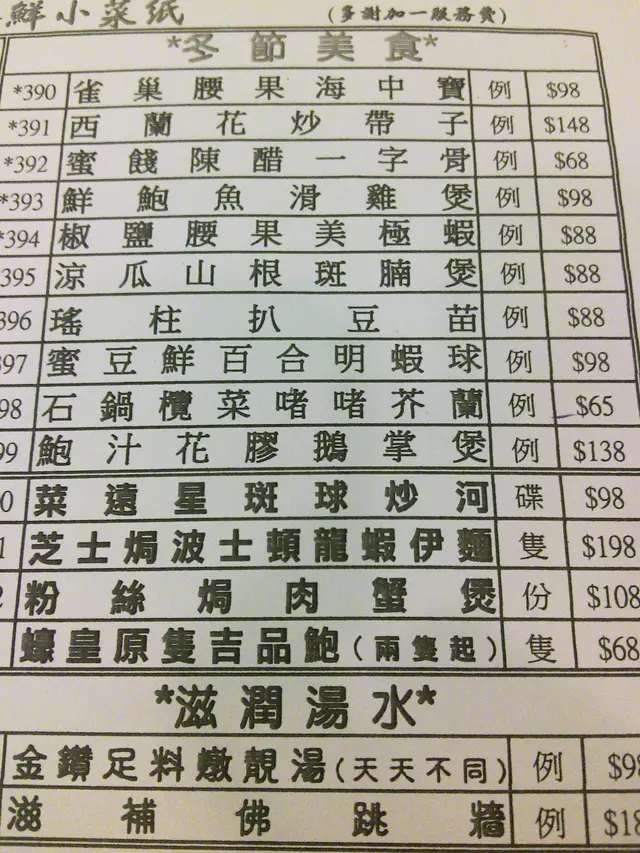 鮮小菜紙 (多謝加一服務費)
*冬節美食*
*390 雀巢腰果海中寶 例 $98
*391 西蘭花炒帶子 例 $148
*392 蜜餞陳醋一字骨 例 $68
*393 鮮鮑魚滑雞煲 例 $98
*394 椒鹽腰果美極蝦 例 $88
395 涼瓜山根斑腩煲 例 $88
396 瑤柱扒豆苗 例 $88
97 蜜豆鮮百合明蝦球 例 $98
98 石鍋欖菜啫啫芥蘭 例 $65
99 鮑汁花膠鵝掌煲 例 $138
0 菜遠星斑球炒河 碟 $98
1 芝士焗波士頓龍蝦伊麵 隻 $198
2 粉絲焗肉蟹煲 份 $108
蠔皇原隻吉品鮑(兩隻起) 隻 $68
*滋潤湯水*
金鑽足料燉靚湯(天天不同) 例 $98
滋補佛跳牆 例 $18